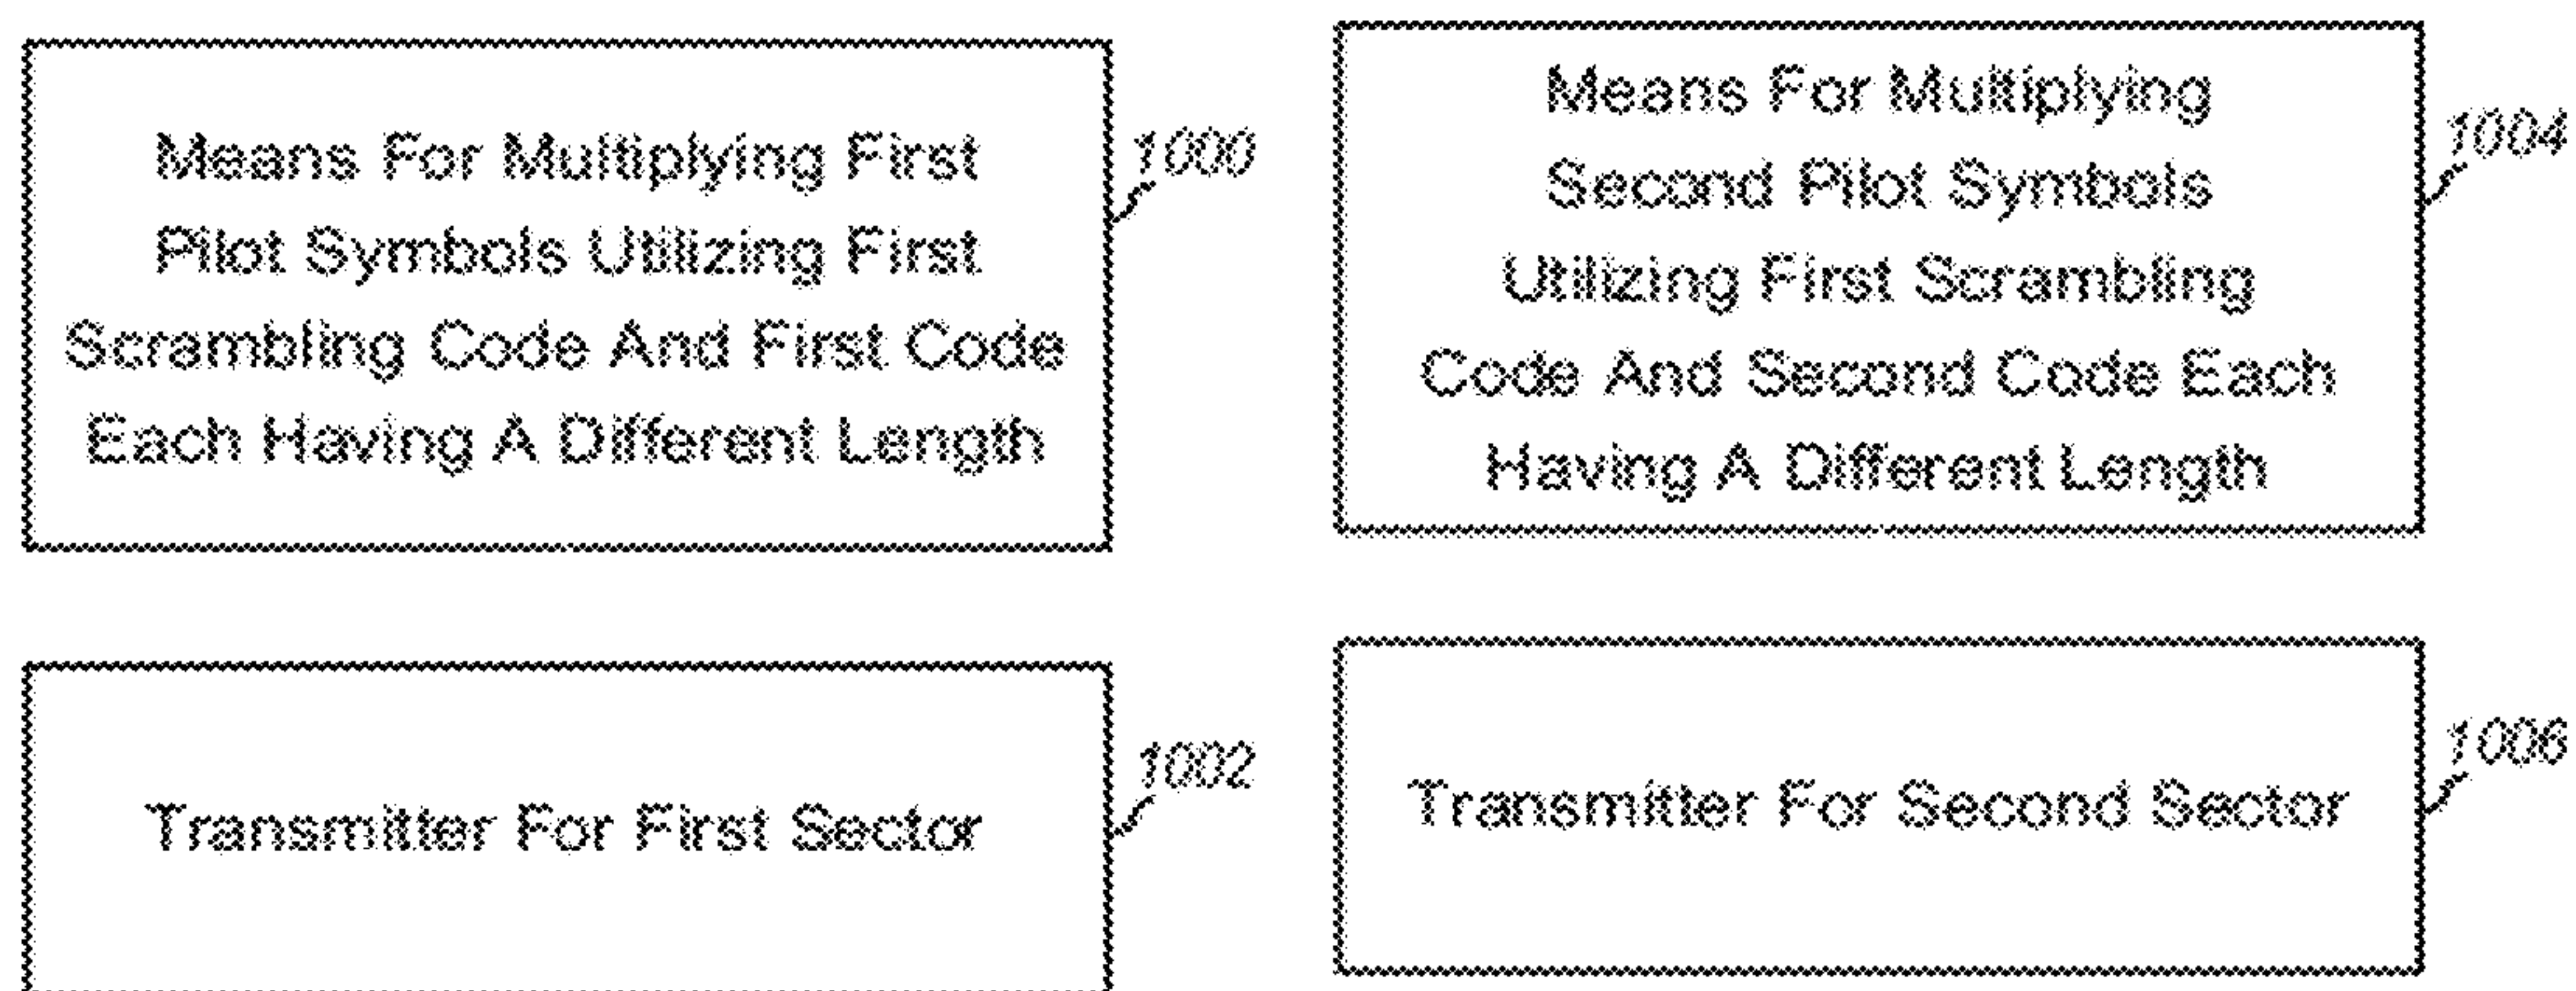 Means For Multiplying First
Pilot Symbols Utilizing First
Scrambling Code And First Code
Each Having A Different Length
1000
Means For Multiplying
Second Pilot Symbols
Utilizing First Scrambling
Code And Second Code Each
Having A Different Length
1004
Transmitter For First Sector
1002
Transmitter For Second Sector
1006